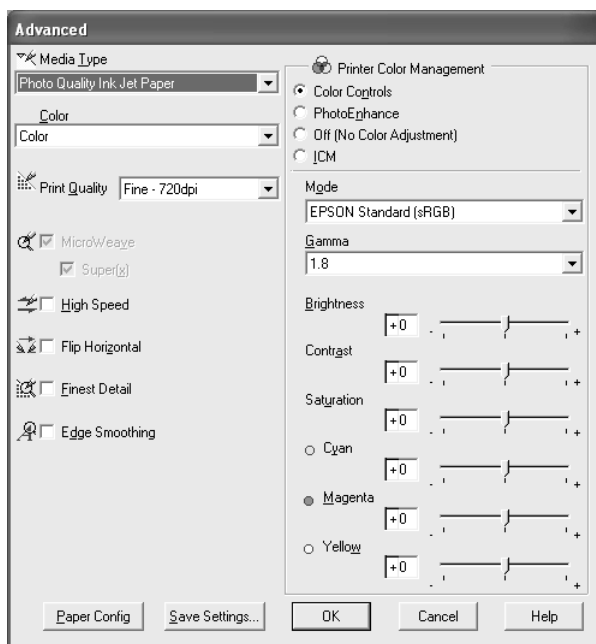 Advanced
Media Type
Photo Quality Ink Jet Paper
Color
Color
Print Quality
Fine - 720dpi
MicroWeave
Super(x)
High Speed
Flip Horizontal
Finest Detail
Edge Smoothing
Printer Color Management
Color Controls
PhotoEnhance
Off (No Color Adjustment)
ICM
Mode
EPSON Standard (sRGB)
Gamma
1.8
Brightness
+0
- +
Contrast
+0
- +
Saturation
+0
- +
Cyan
+0
- +
Magenta
+0
- +
Yellow
+0
- +
Paper Config
Save Settings...
OK
Cancel
Help